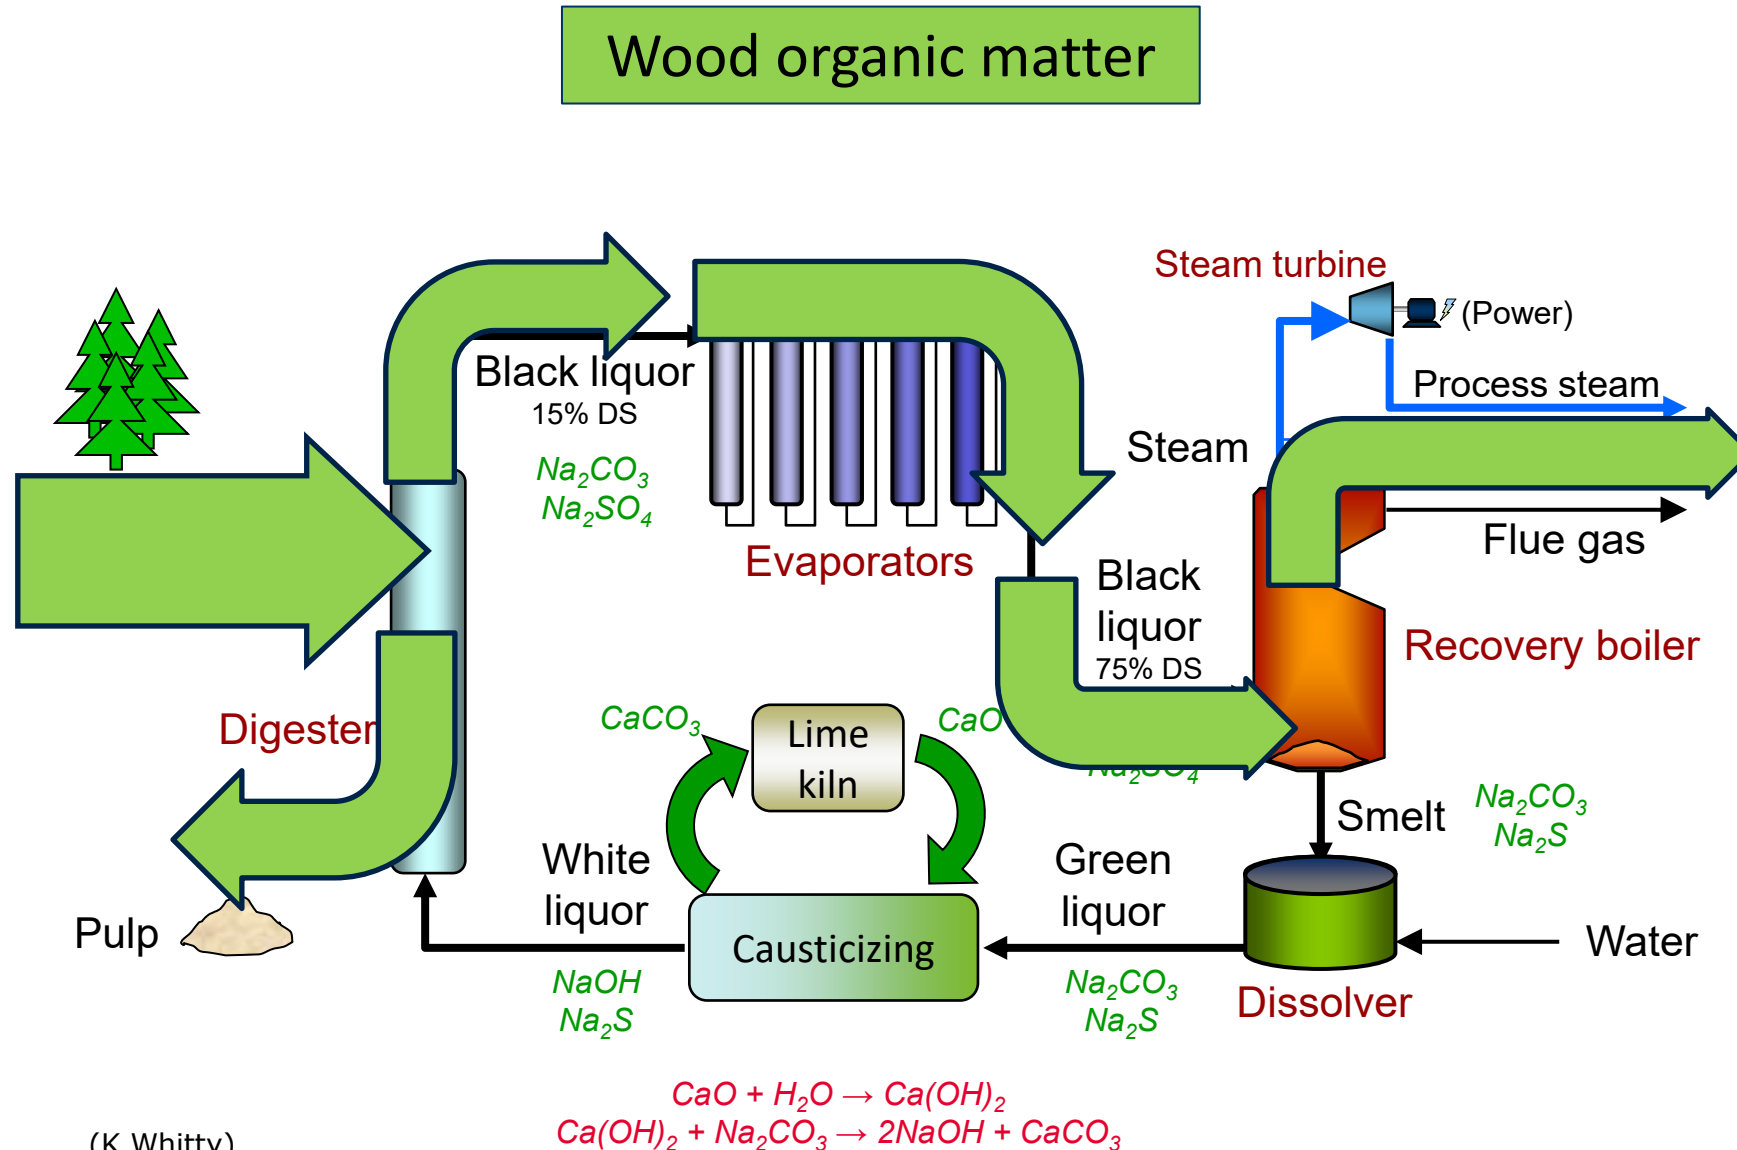 Wood organic matter
Steam turbine
(Power)
Process steam
Black liquor
15% DS
Na₂CO₃
Na₂SO₄
Steam
Evaporators
Flue gas
Black
liquor
75% DS
Recovery boiler
Digester
CaCO₃
Lime
kiln
CaO
Na₂SO₄
Smelt
Na₂CO₃
Na₂S
White
liquor
Green
liquor
Pulp
Causticizing
Water
NaOH
Na₂S
Na₂CO₃
Na₂S
Dissolver
CaO + H₂O → Ca(OH)₂
Ca(OH)₂ + Na₂CO₃ → 2NaOH + CaCO₃
(K Whitty)